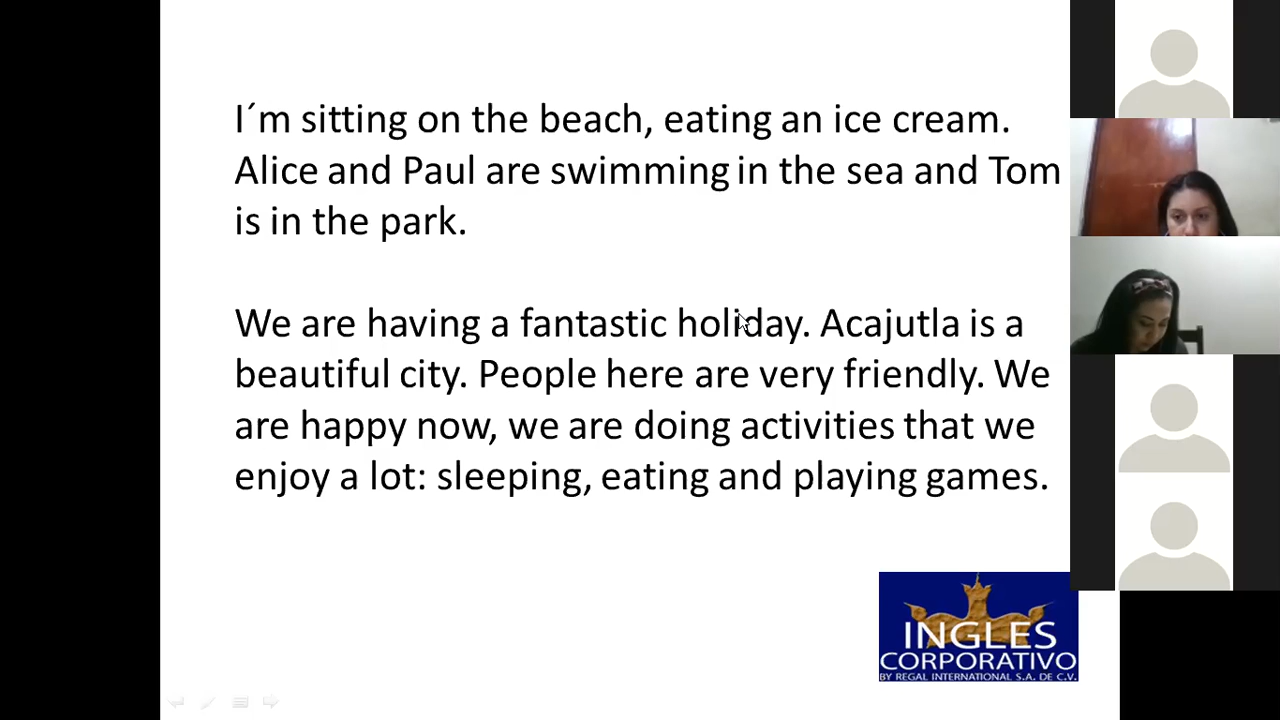 I´m sitting on the beach, eating an ice cream.
Alice and Paul are swimming in the sea and Tom
is in the park.
We are having a fantastic holiday. Acajutla is a
beautiful city. People here are very friendly. We
are happy now, we are doing activities that we
enjoy a lot: sleeping, eating and playing games.
INGLES
CORPORATIVO
BY REGAL INTERNATIONAL S.A. DE C.V.